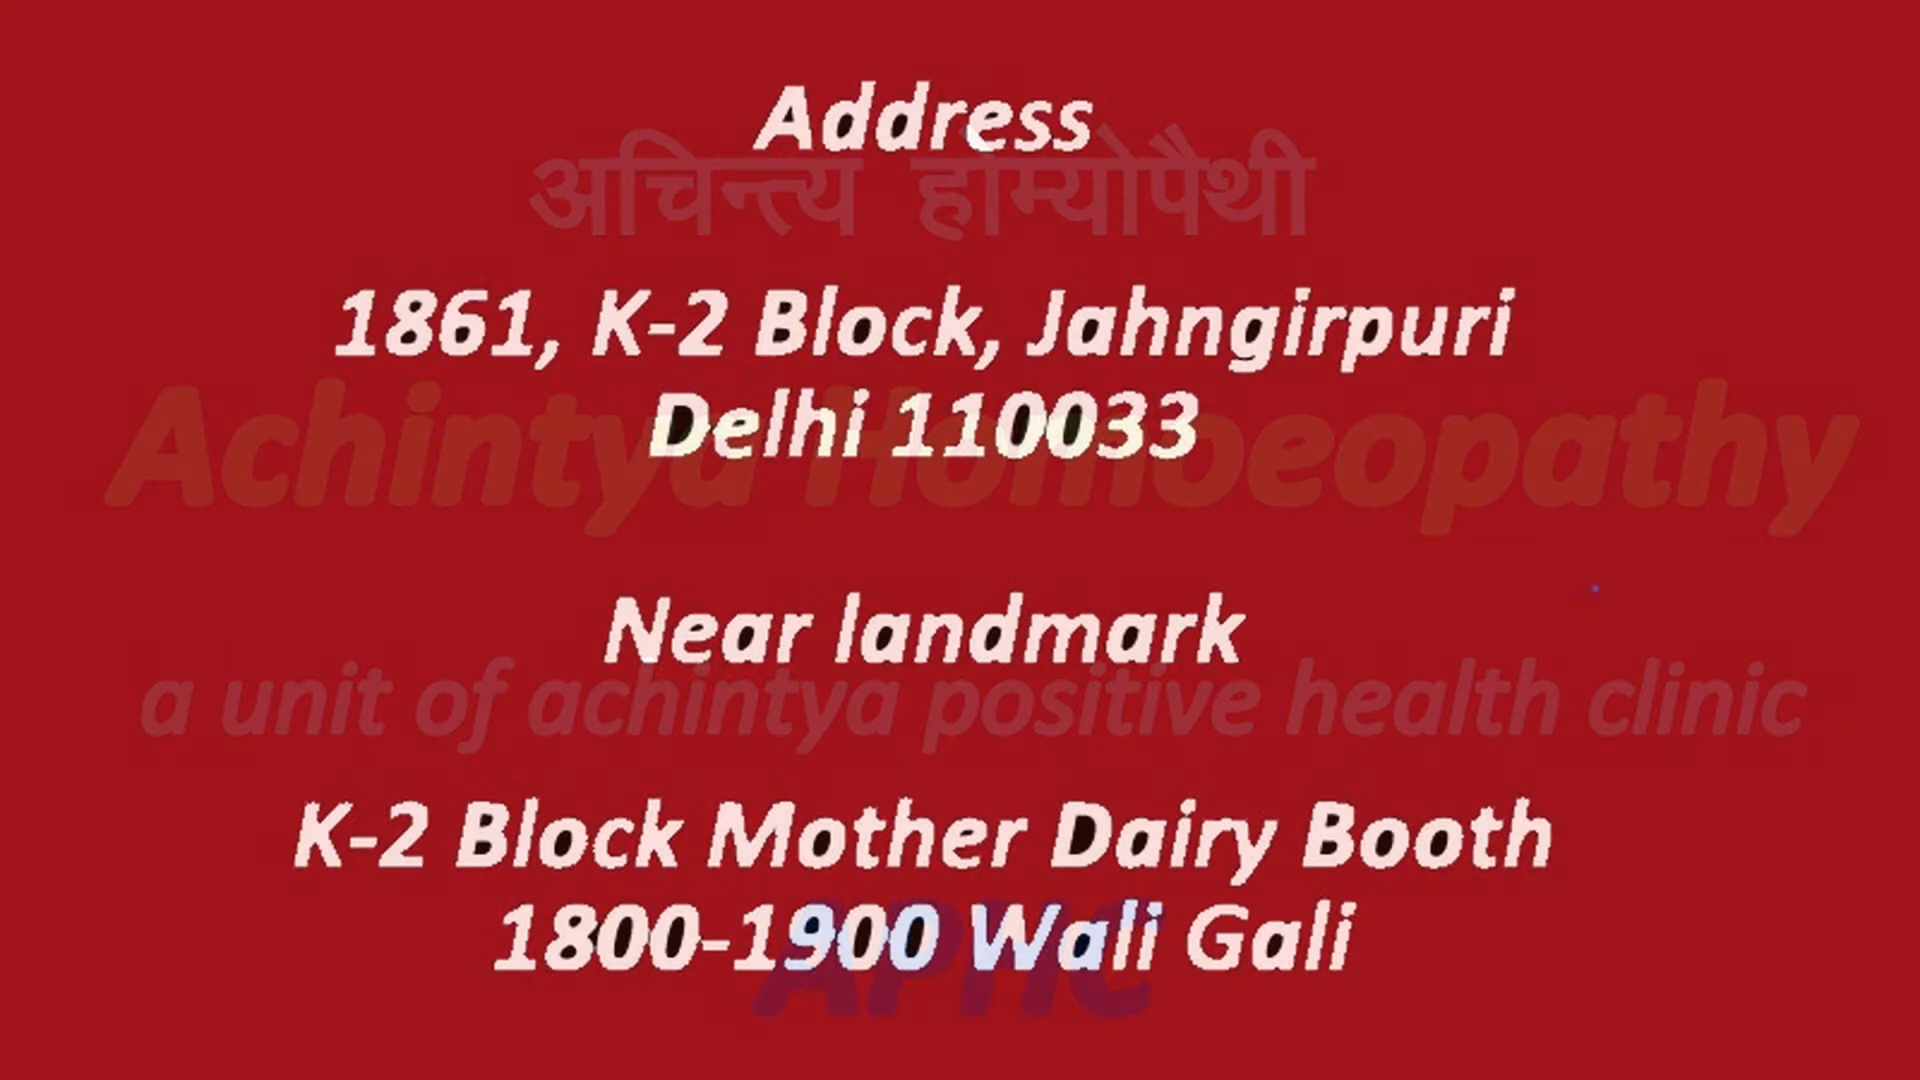 Address
अचिन्त्य होम्योपैथी
1861, K-2 Block, Jahngirpuri
Delhi 110033
Achintya Homoeopathy
Near landmark
a unit of achintya positive health clinic
K-2 Block Mother Dairy Booth
1800-1900 Wali Gali
APHC